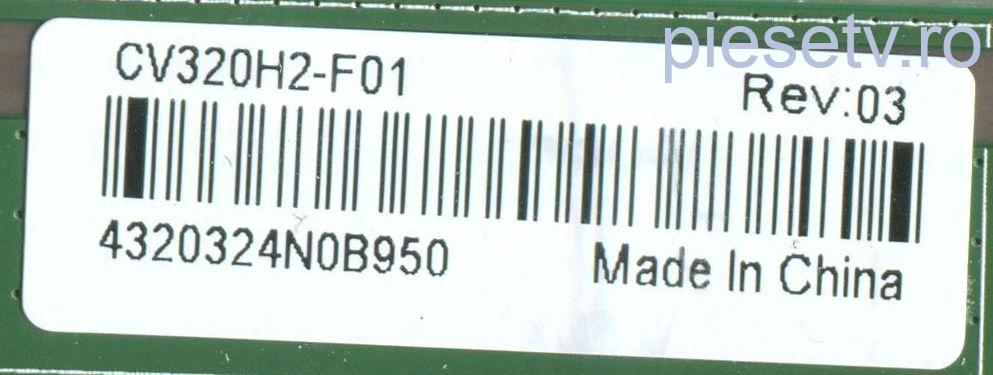 piesetv.ro
CV320H2-F01
Rev:03
4320324N0B950
Made In China